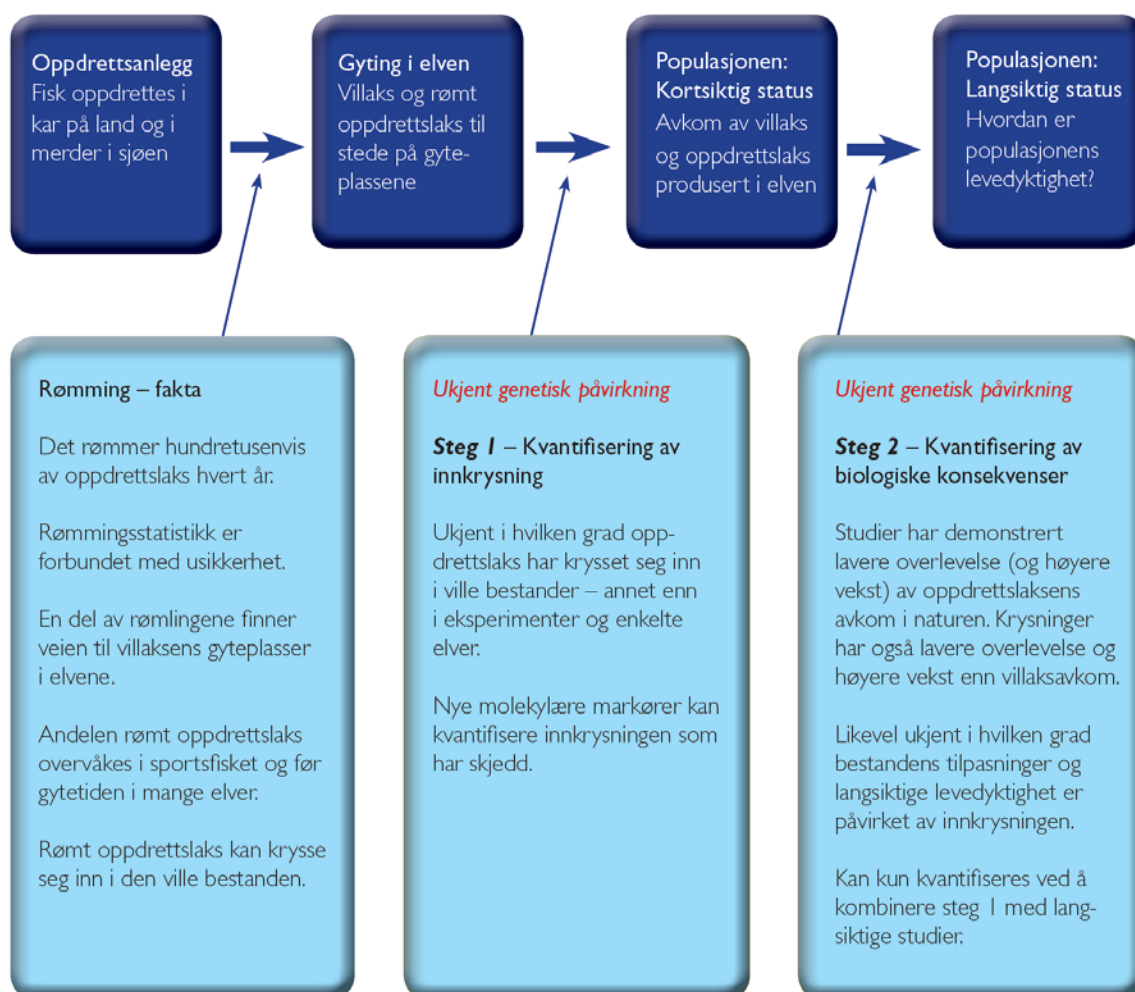 Oppdrettsanlegg
Fisk oppdrettes i
kar på land og i
merder i sjøen
Gyting i elven
Villaks og rømt
oppdrettslaks til
stede på gyte-
plassene
Populasjonen:
Kortsiktig status
Avkom av villaks
og oppdrettslaks
produsert i elven
Populasjonen:
Langsiktig status
Hvordan er
populasjonens
levedyktighet?
Rømming – fakta
Det rømmer hundretusenvis
av oppdrettslaks hvert år.
Rømmingsstatistikk er
forbundet med usikkerhet.
En del av rømlingene finner
veien til villaksens gyteplasser
i elvene.
Andelen rømt oppdrettslaks
overvåkes i sportsfisket og før
gytetiden i mange elver.
Rømt oppdrettslaks kan krysse
seg inn i den ville bestanden.
Ukjent genetisk påvirkning
Steg 1 – Kvantifisering av
innkrysning
Ukjent i hvilken grad opp-
drettslaks har krysset seg inn
i ville bestander – annet enn
i eksperimenter og enkelte
elver.
Nye molekylære markører kan
kvantifisere innkrysningen som
har skjedd.
Ukjent genetisk påvirkning
Steg 2 – Kvantifisering av
biologiske konsekvenser
Studier har demonstrert
lavere overlevelse (og høyere
vekst) av oppdrettslaksens
avkom i naturen. Krysninger
har også lavere overlevelse og
høyere vekst enn villaksavkom.
Likevel ukjent i hvilken grad
bestandens tilpasninger og
langsiktige levedyktighet er
påvirket av innkrysningen.
Kan kun kvantifiseres ved å
kombinere steg 1 med lang-
siktige studier.